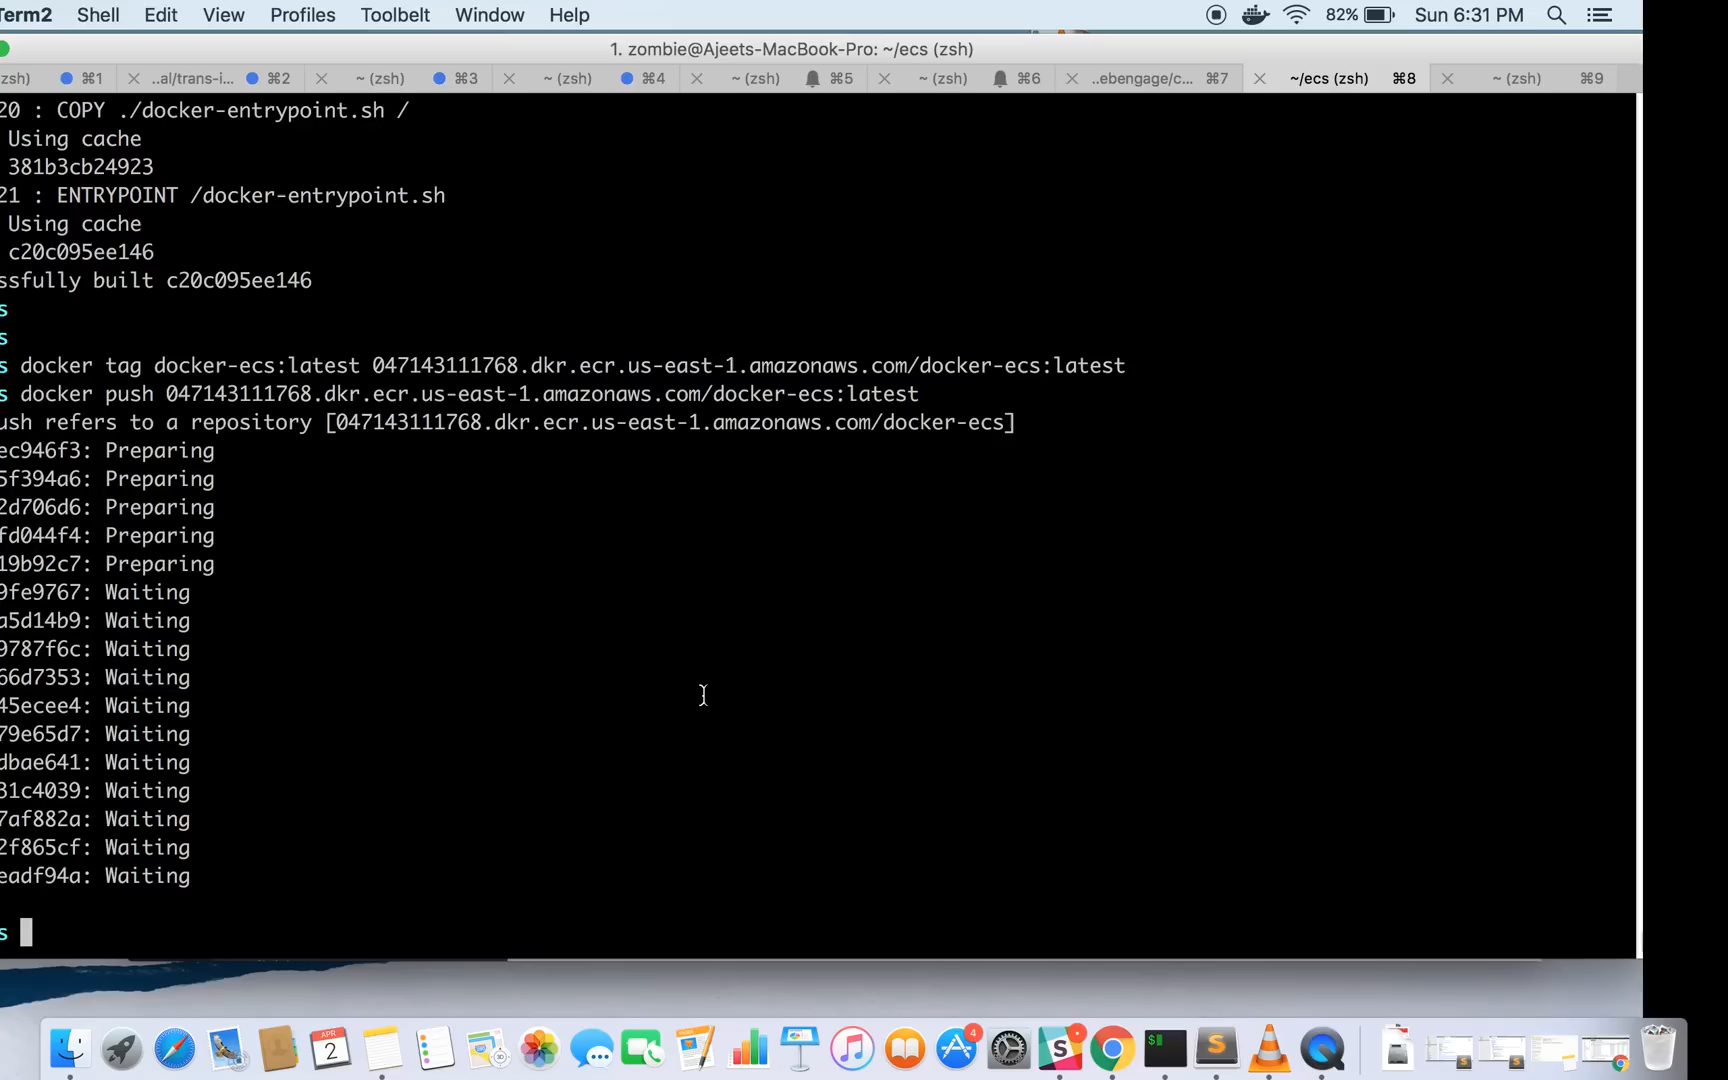 Term2 Shell Edit View Profiles Toolbelt Window Help 82% Sun 6:31 PM
1. zombie@Ajeets-MacBook-Pro: ~/ecs (zsh)
zsh) ⌘1 ..al/trans-i... ⌘2 ~ (zsh) ⌘3 ~ (zsh) ⌘4 ~ (zsh) ⌘5 ~ (zsh) ⌘6 ..ebengage/c... ⌘7 ~/ecs (zsh) ⌘8 ~ (zsh) ⌘9
20 : COPY ./docker-entrypoint.sh /
Using cache
381b3cb24923
21 : ENTRYPOINT /docker-entrypoint.sh
Using cache
c20c095ee146
ssfully built c20c095ee146
s
s
s docker tag docker-ecs:latest 047143111768.dkr.ecr.us-east-1.amazonaws.com/docker-ecs:latest
s docker push 047143111768.dkr.ecr.us-east-1.amazonaws.com/docker-ecs:latest
ush refers to a repository [047143111768.dkr.ecr.us-east-1.amazonaws.com/docker-ecs]
ec946f3: Preparing
5f394a6: Preparing
2d706d6: Preparing
fd044f4: Preparing
19b92c7: Preparing
9fe9767: Waiting
a5d14b9: Waiting
9787f6c: Waiting
66d7353: Waiting
45ecee4: Waiting
79e65d7: Waiting
dbae641: Waiting
31c4039: Waiting
7af882a: Waiting
2f865cf: Waiting
eadf94a: Waiting
s
APR
2
3D
4
$
S